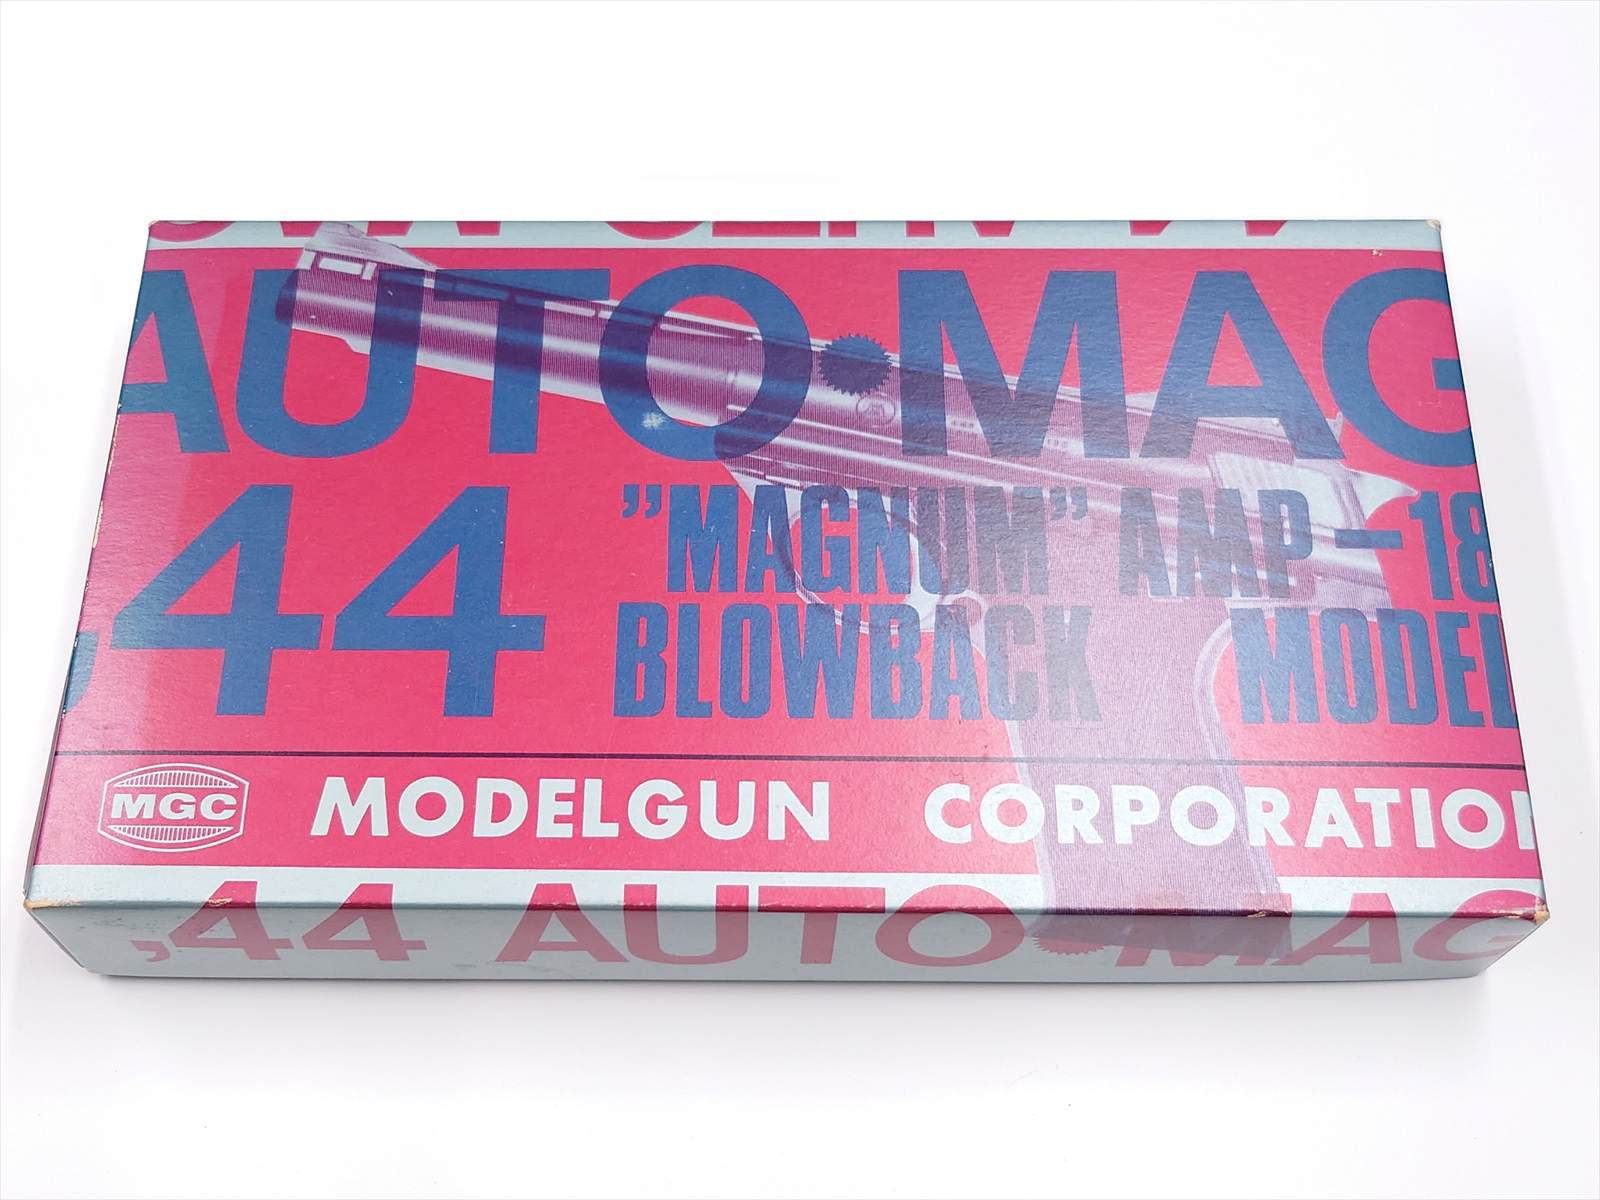 AUTO•MAG
,44 ”MAGNUM” AMP–18
BLOWBACK MODEL
MGC MODELGUN CORPORATION
,44 AUTO•MAG